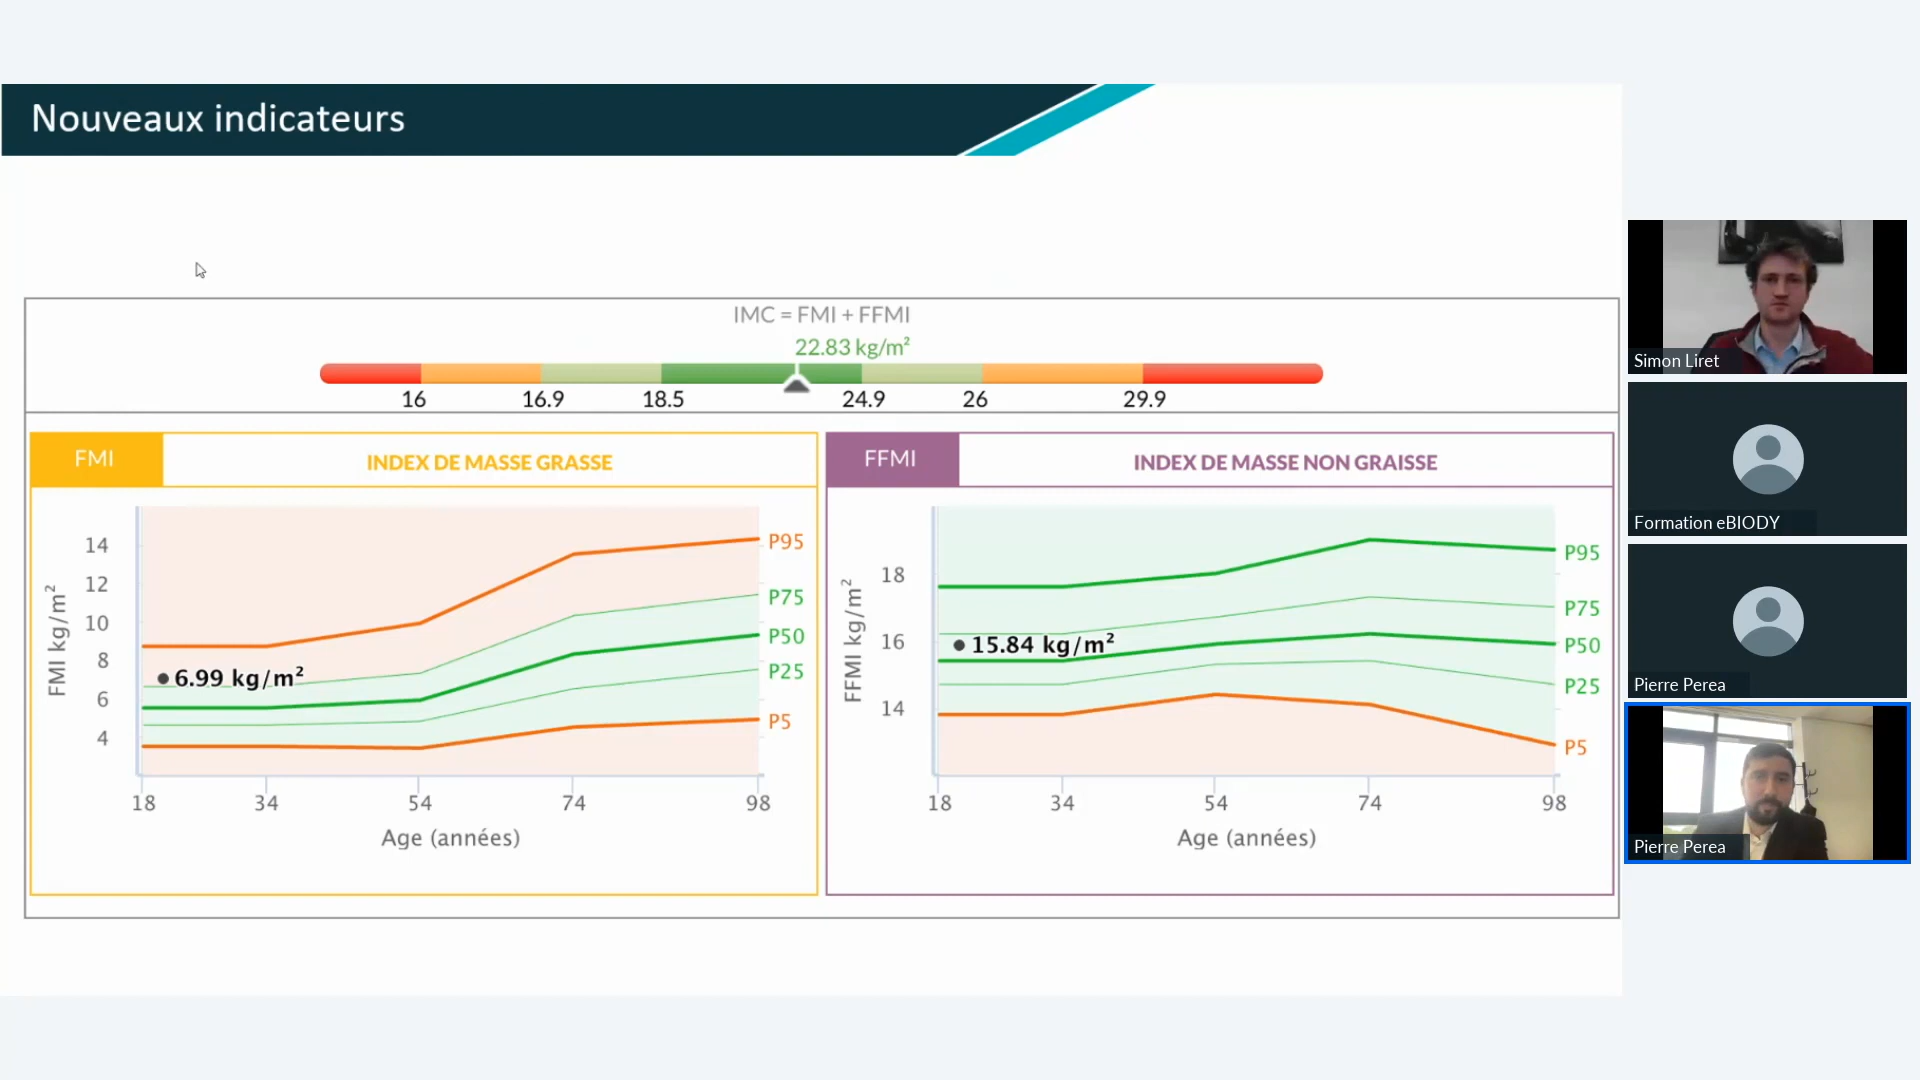 Nouveaux indicateurs
IMC = FMI + FFMI
22.83 kg/m²
16 16.9 18.5 24.9 26 29.9
FMI
INDEX DE MASSE GRASSE
14
12
10
8
6
4
FMI kg/m²
6.99 kg/m²
P95
P75
P50
P25
P5
18 34 54 74 98
Age (années)
FFMI
INDEX DE MASSE NON GRAISSE
18
16
14
FFMI kg/m²
15.84 kg/m²
P95
P75
P50
P25
P5
18 34 54 74 98
Age (années)
Simon Liret
Formation eBIODY
Pierre Perea
Pierre Perea